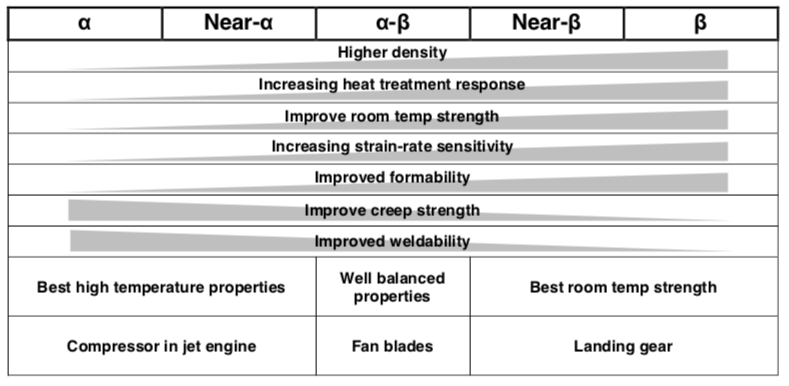 α Near-α α-β Near-β β
Higher density
Increasing heat treatment response
Improve room temp strength
Increasing strain-rate sensitivity
Improved formability
Improve creep strength
Improved weldability
Best high temperature properties
Well balanced
properties
Best room temp strength
Compressor in jet engine
Fan blades
Landing gear